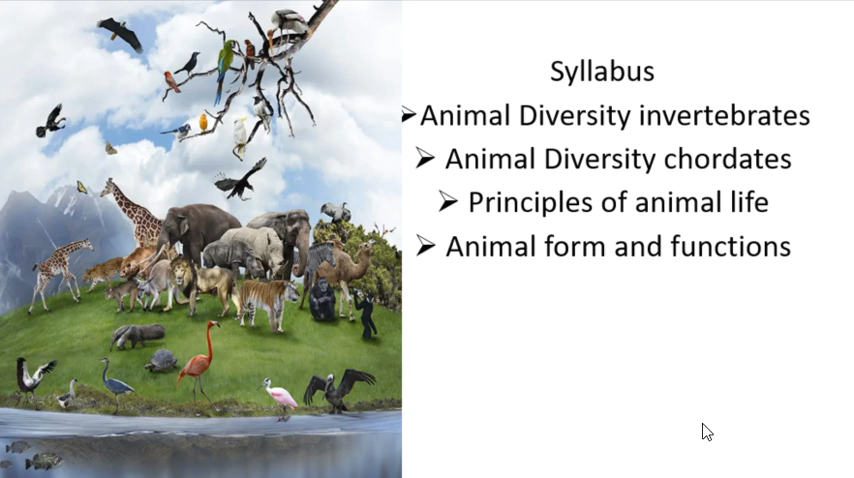 Syllabus
➢Animal Diversity invertebrates
➢ Animal Diversity chordates
➢ Principles of animal life
➢ Animal form and functions